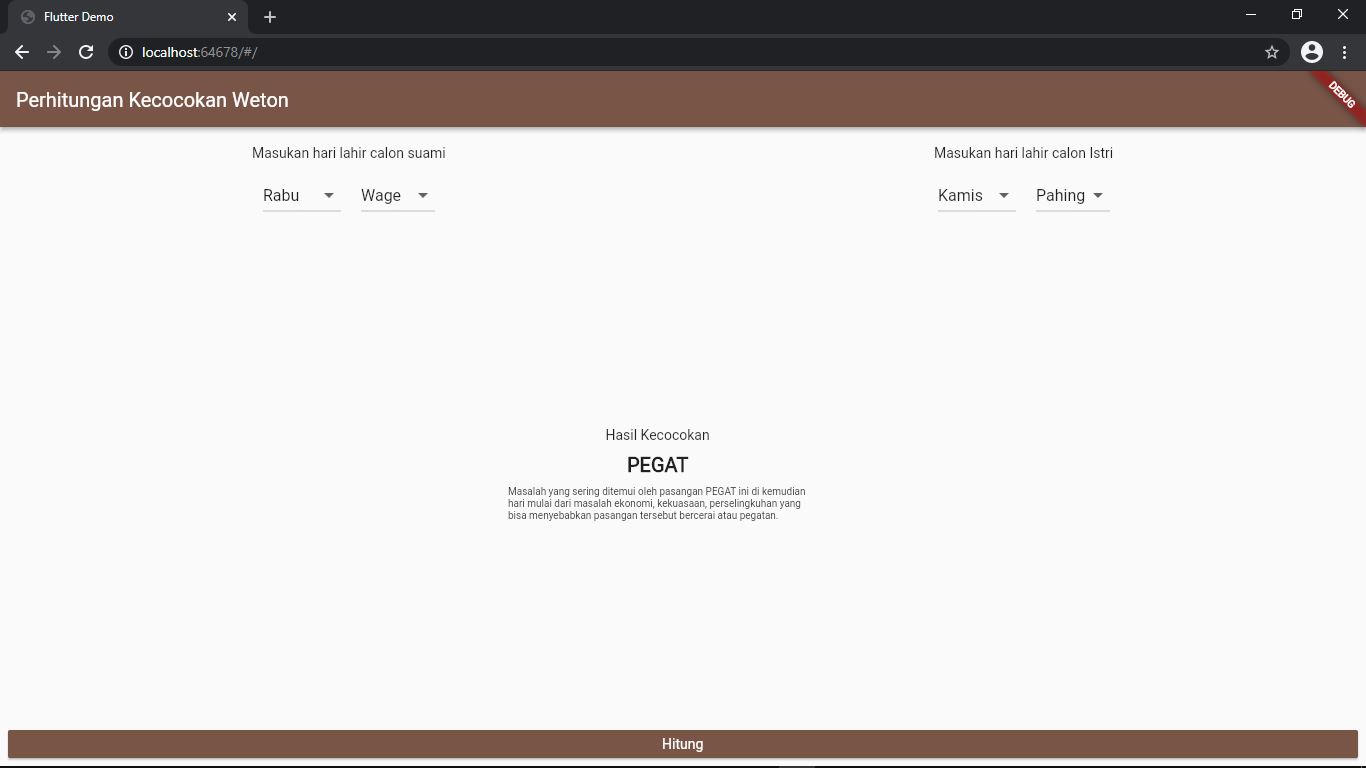 Flutter Demo
localhost:64678/#/
Perhitungan Kecocokan Weton
DEBUG
Masukan hari lahir calon suami
Masukan hari lahir calon Istri
Rabu Wage
Kamis Pahing
Hasil Kecocokan
PEGAT
Masalah yang sering ditemui oleh pasangan PEGAT ini di kemudian
hari mulai dari masalah ekonomi, kekuasaan, perselingkuhan yang
bisa menyebabkan pasangan tersebut bercerai atau pegatan.
Hitung